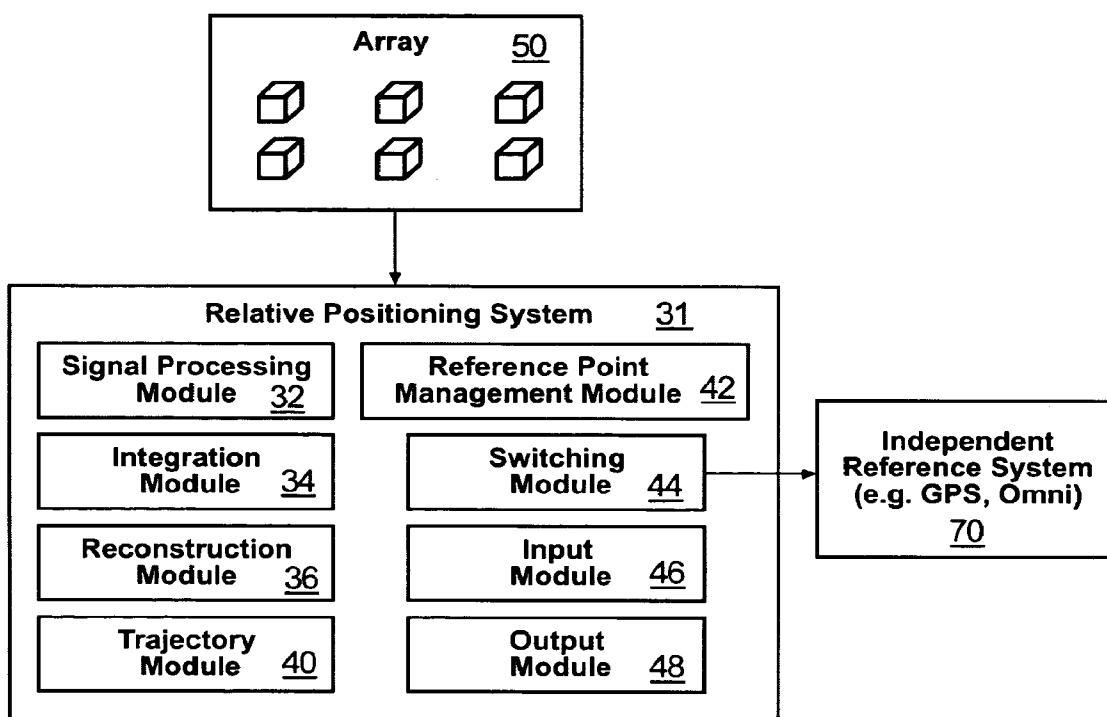 Array 50
Relative Positioning System 31
Signal Processing
Module 32
Reference Point
Management Module 42
Integration
Module 34
Switching
Module 44
Reconstruction
Module 36
Input
Module 46
Trajectory
Module 40
Output
Module 48
Independent
Reference System
(e.g. GPS, Omni)
70